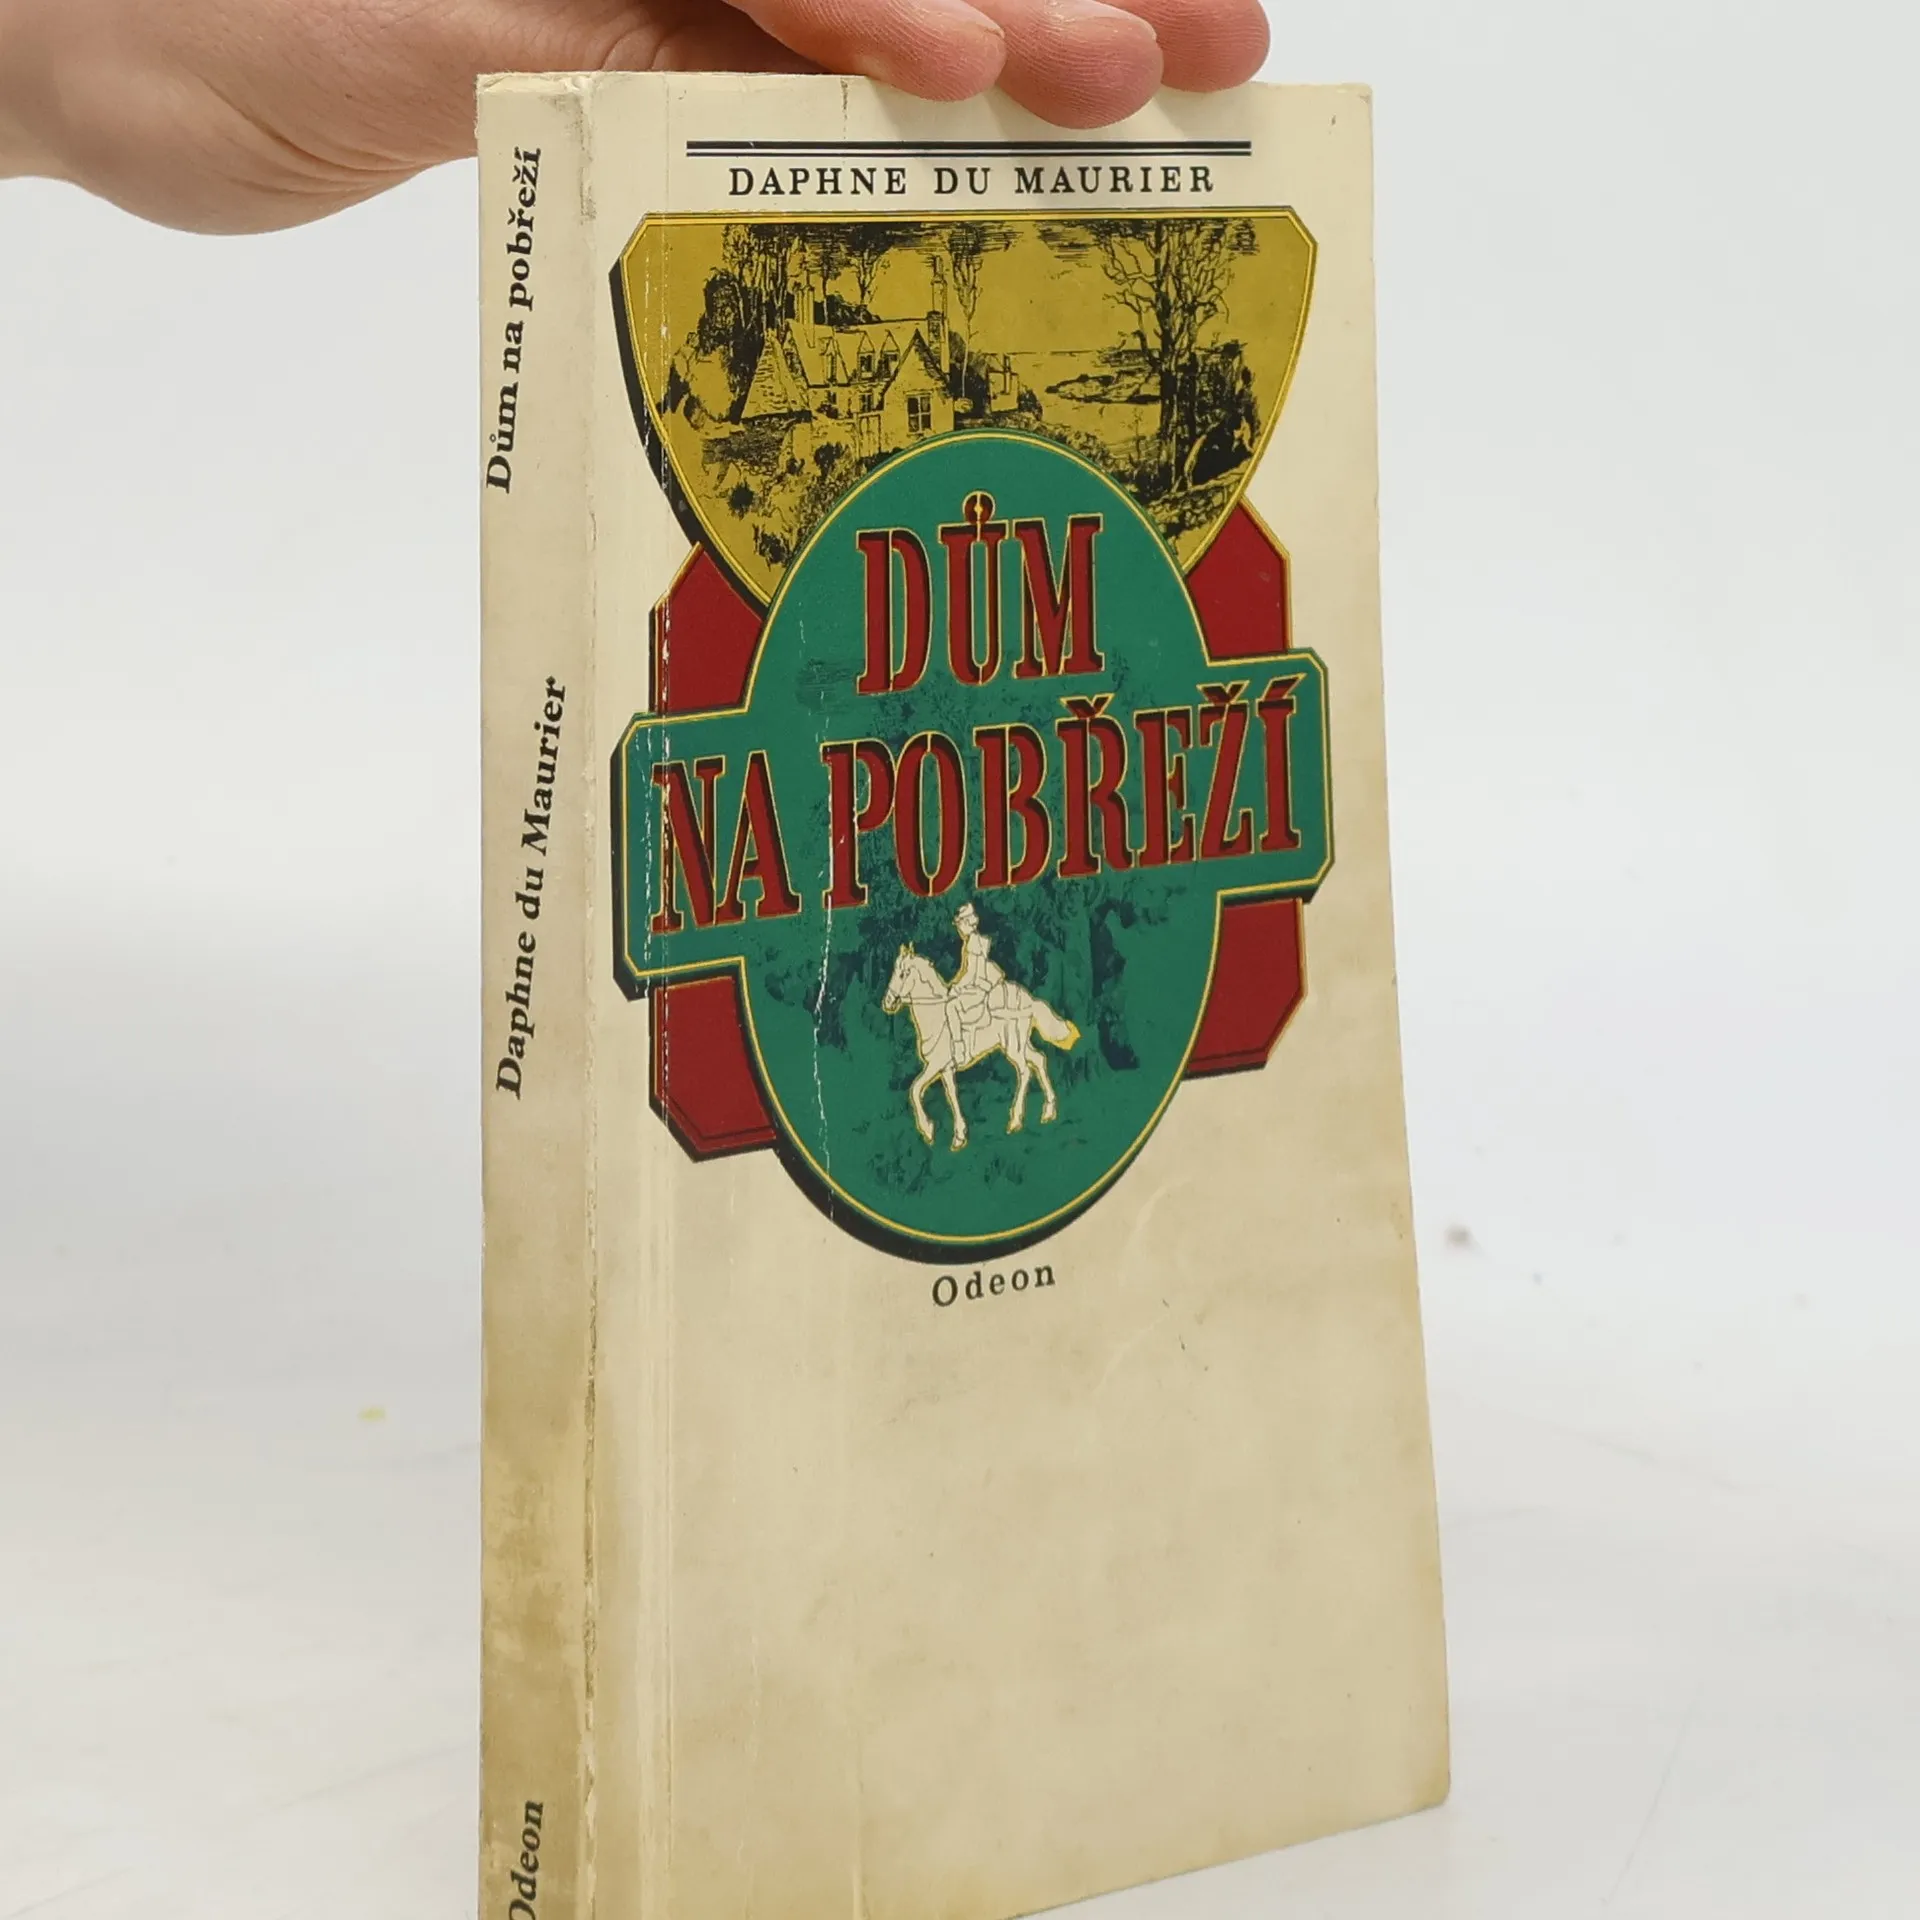 DAPHNE DU MAURIER
DŮM
NA POBŘEŽÍ
Odeon
Dům na pobřeží
Daphne du Maurier
Odeon